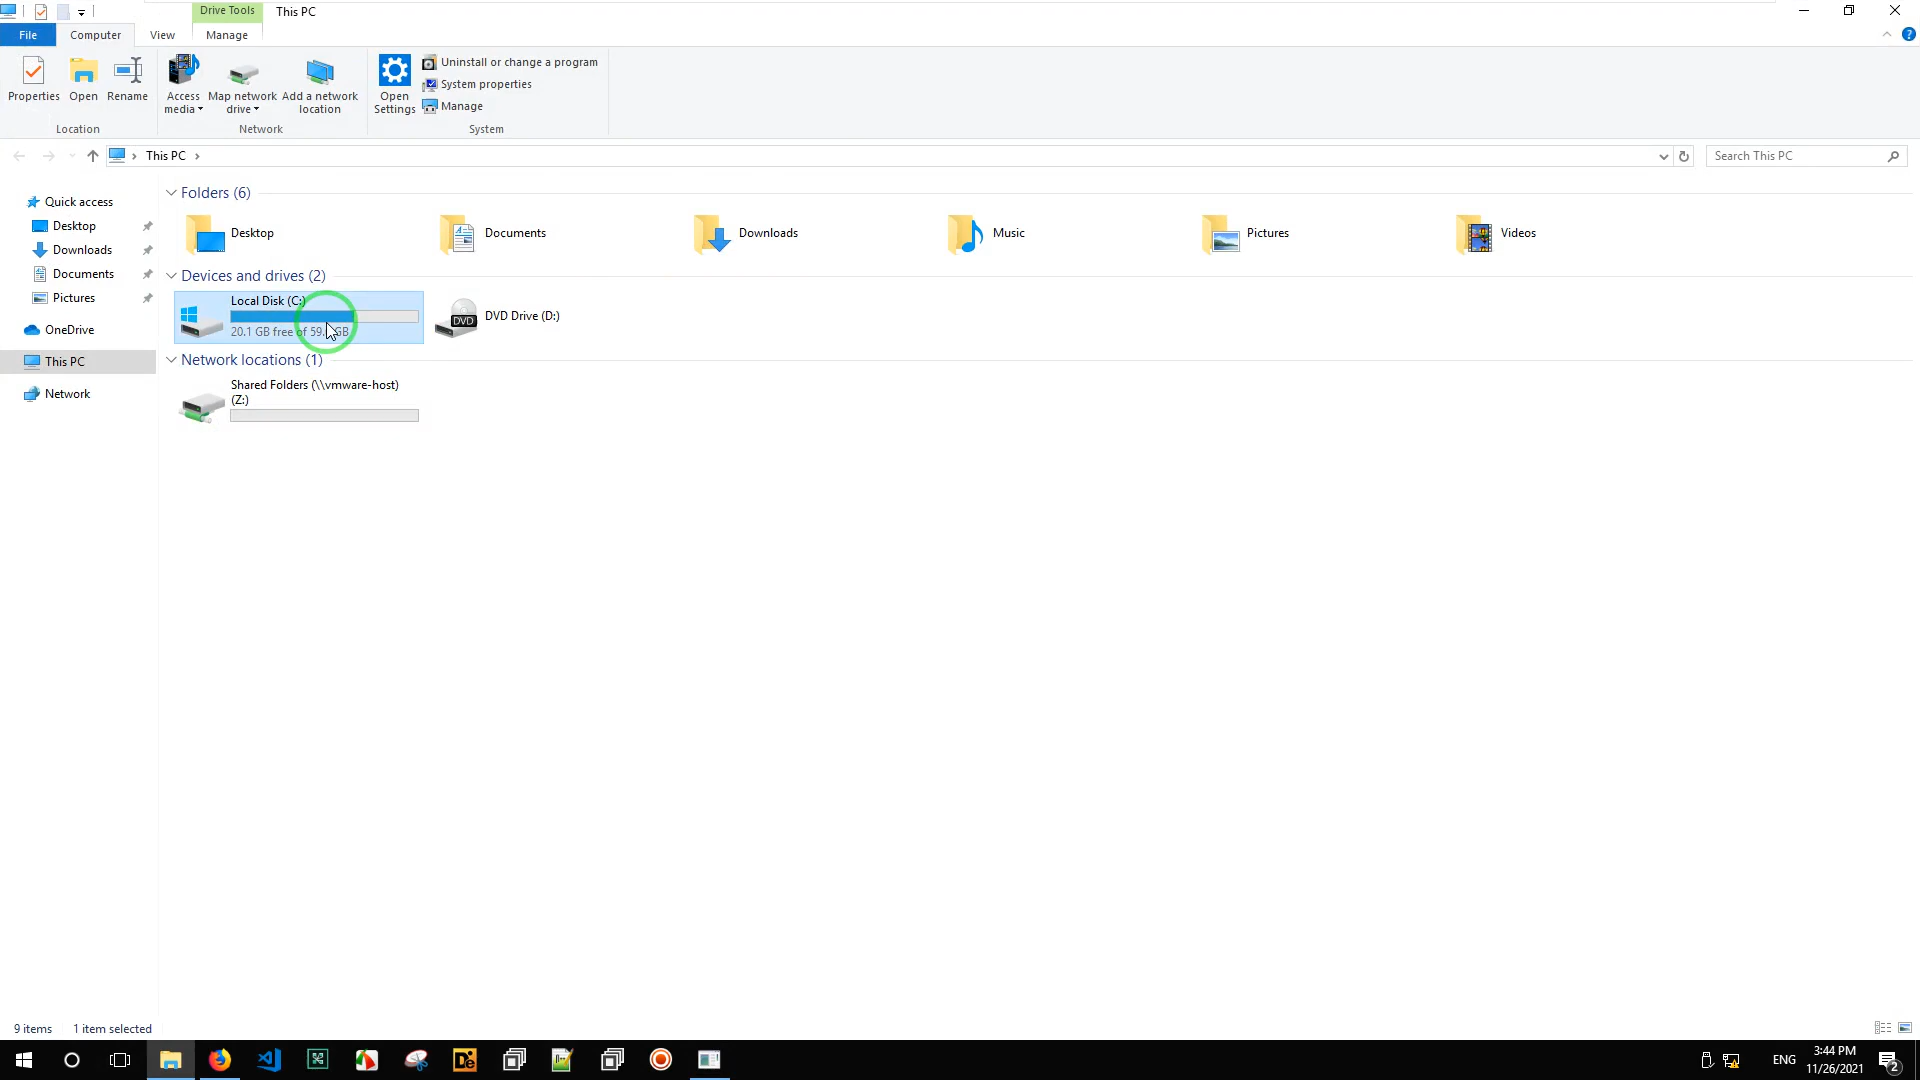 Drive Tools This PC
File Computer View Manage
Properties Open Rename Access media Map network drive Add a network location Open Settings Uninstall or change a program
System properties
Manage
Location Network System
This PC Search This PC
Quick access
Desktop
Downloads
Documents
Pictures
OneDrive
This PC
Network
Folders (6)
Desktop Documents Downloads Music Pictures Videos
Devices and drives (2)
Local Disk (C:)
20.1 GB free of GB
DVD
DVD Drive (D:)
Network locations (1)
Shared Folders (\\vmware-host)
(Z:)
9 items 1 item selected
De
ENG
3:44 PM
11/26/2021
2